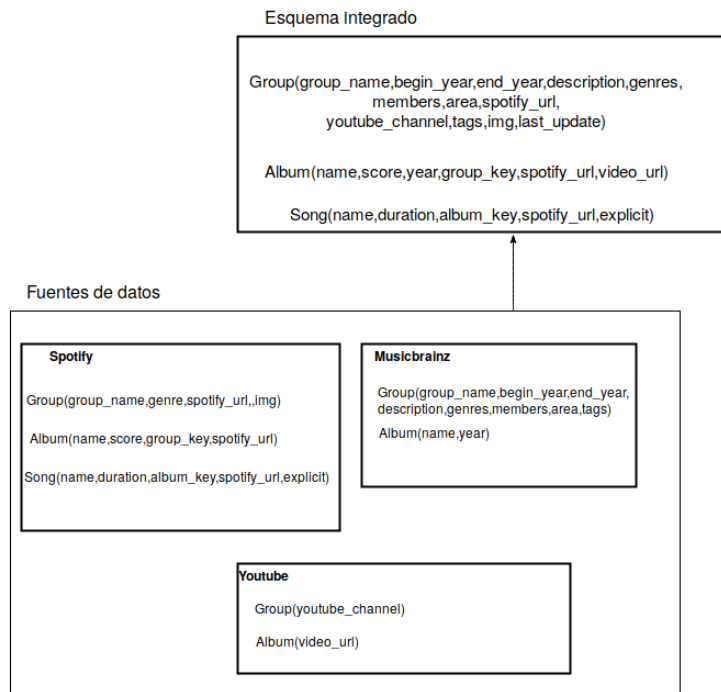 Esquema integrado
Group(group_name,begin_year,end_year,description,genres,
members,area,spotify_url,
youtube_channel,tags,img,last_update)
Album(name,score,year,group_key,spotify_url,video_url)
Song(name,duration,album_key,spotify_url,explicit)
Fuentes de datos
Spotify
Group(group_name,genre,spotify_url,,img)
Album(name,score,group_key,spotify_url)
Song(name,duration,album_key,spotify_url,explicit)
Musicbrainz
Group(group_name,begin_year,end_year,
description,genres,members,area,tags)
Album(name,year)
Youtube
Group(youtube_channel)
Album(video_url)